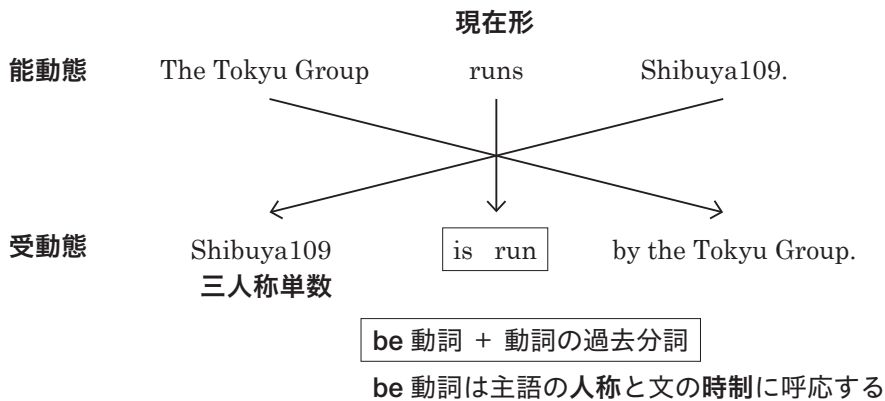 現在形
能動態 The Tokyu Group runs Shibuya109.
受動態 Shibuya109 is run by the Tokyu Group.
三人称単数
be 動詞 + 動詞の過去分詞
be 動詞は主語の人称と文の時制に呼応する